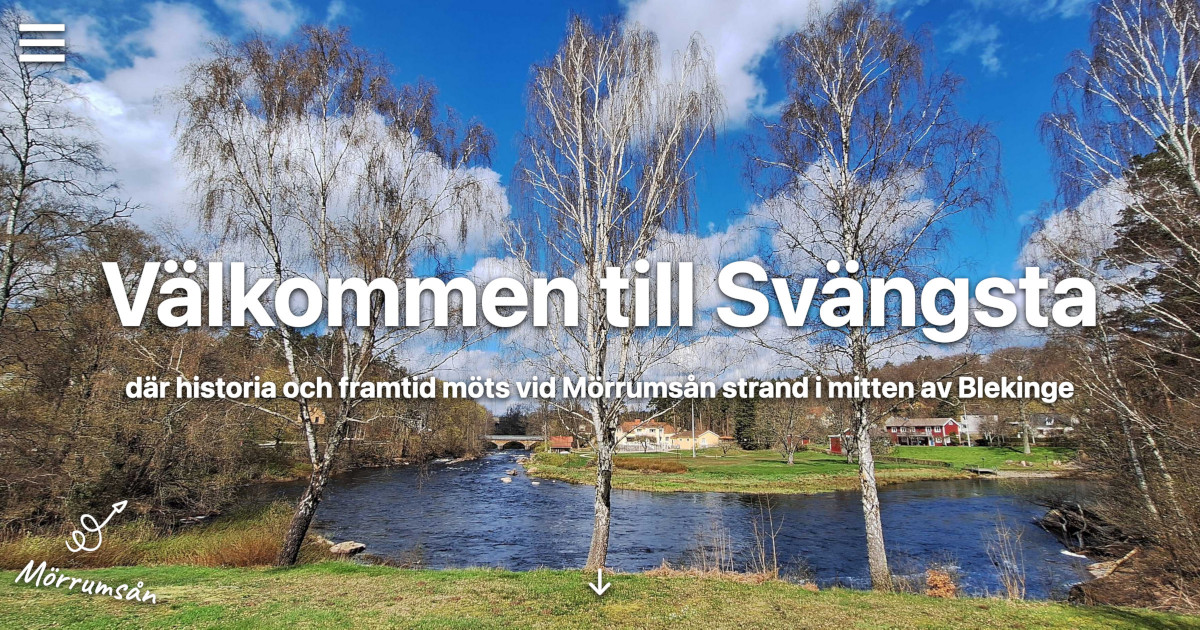 Välkommen till Svängsta
där historia och framtid möts vid Mörrumsån strand i mitten av Blekinge
Mörrumsån